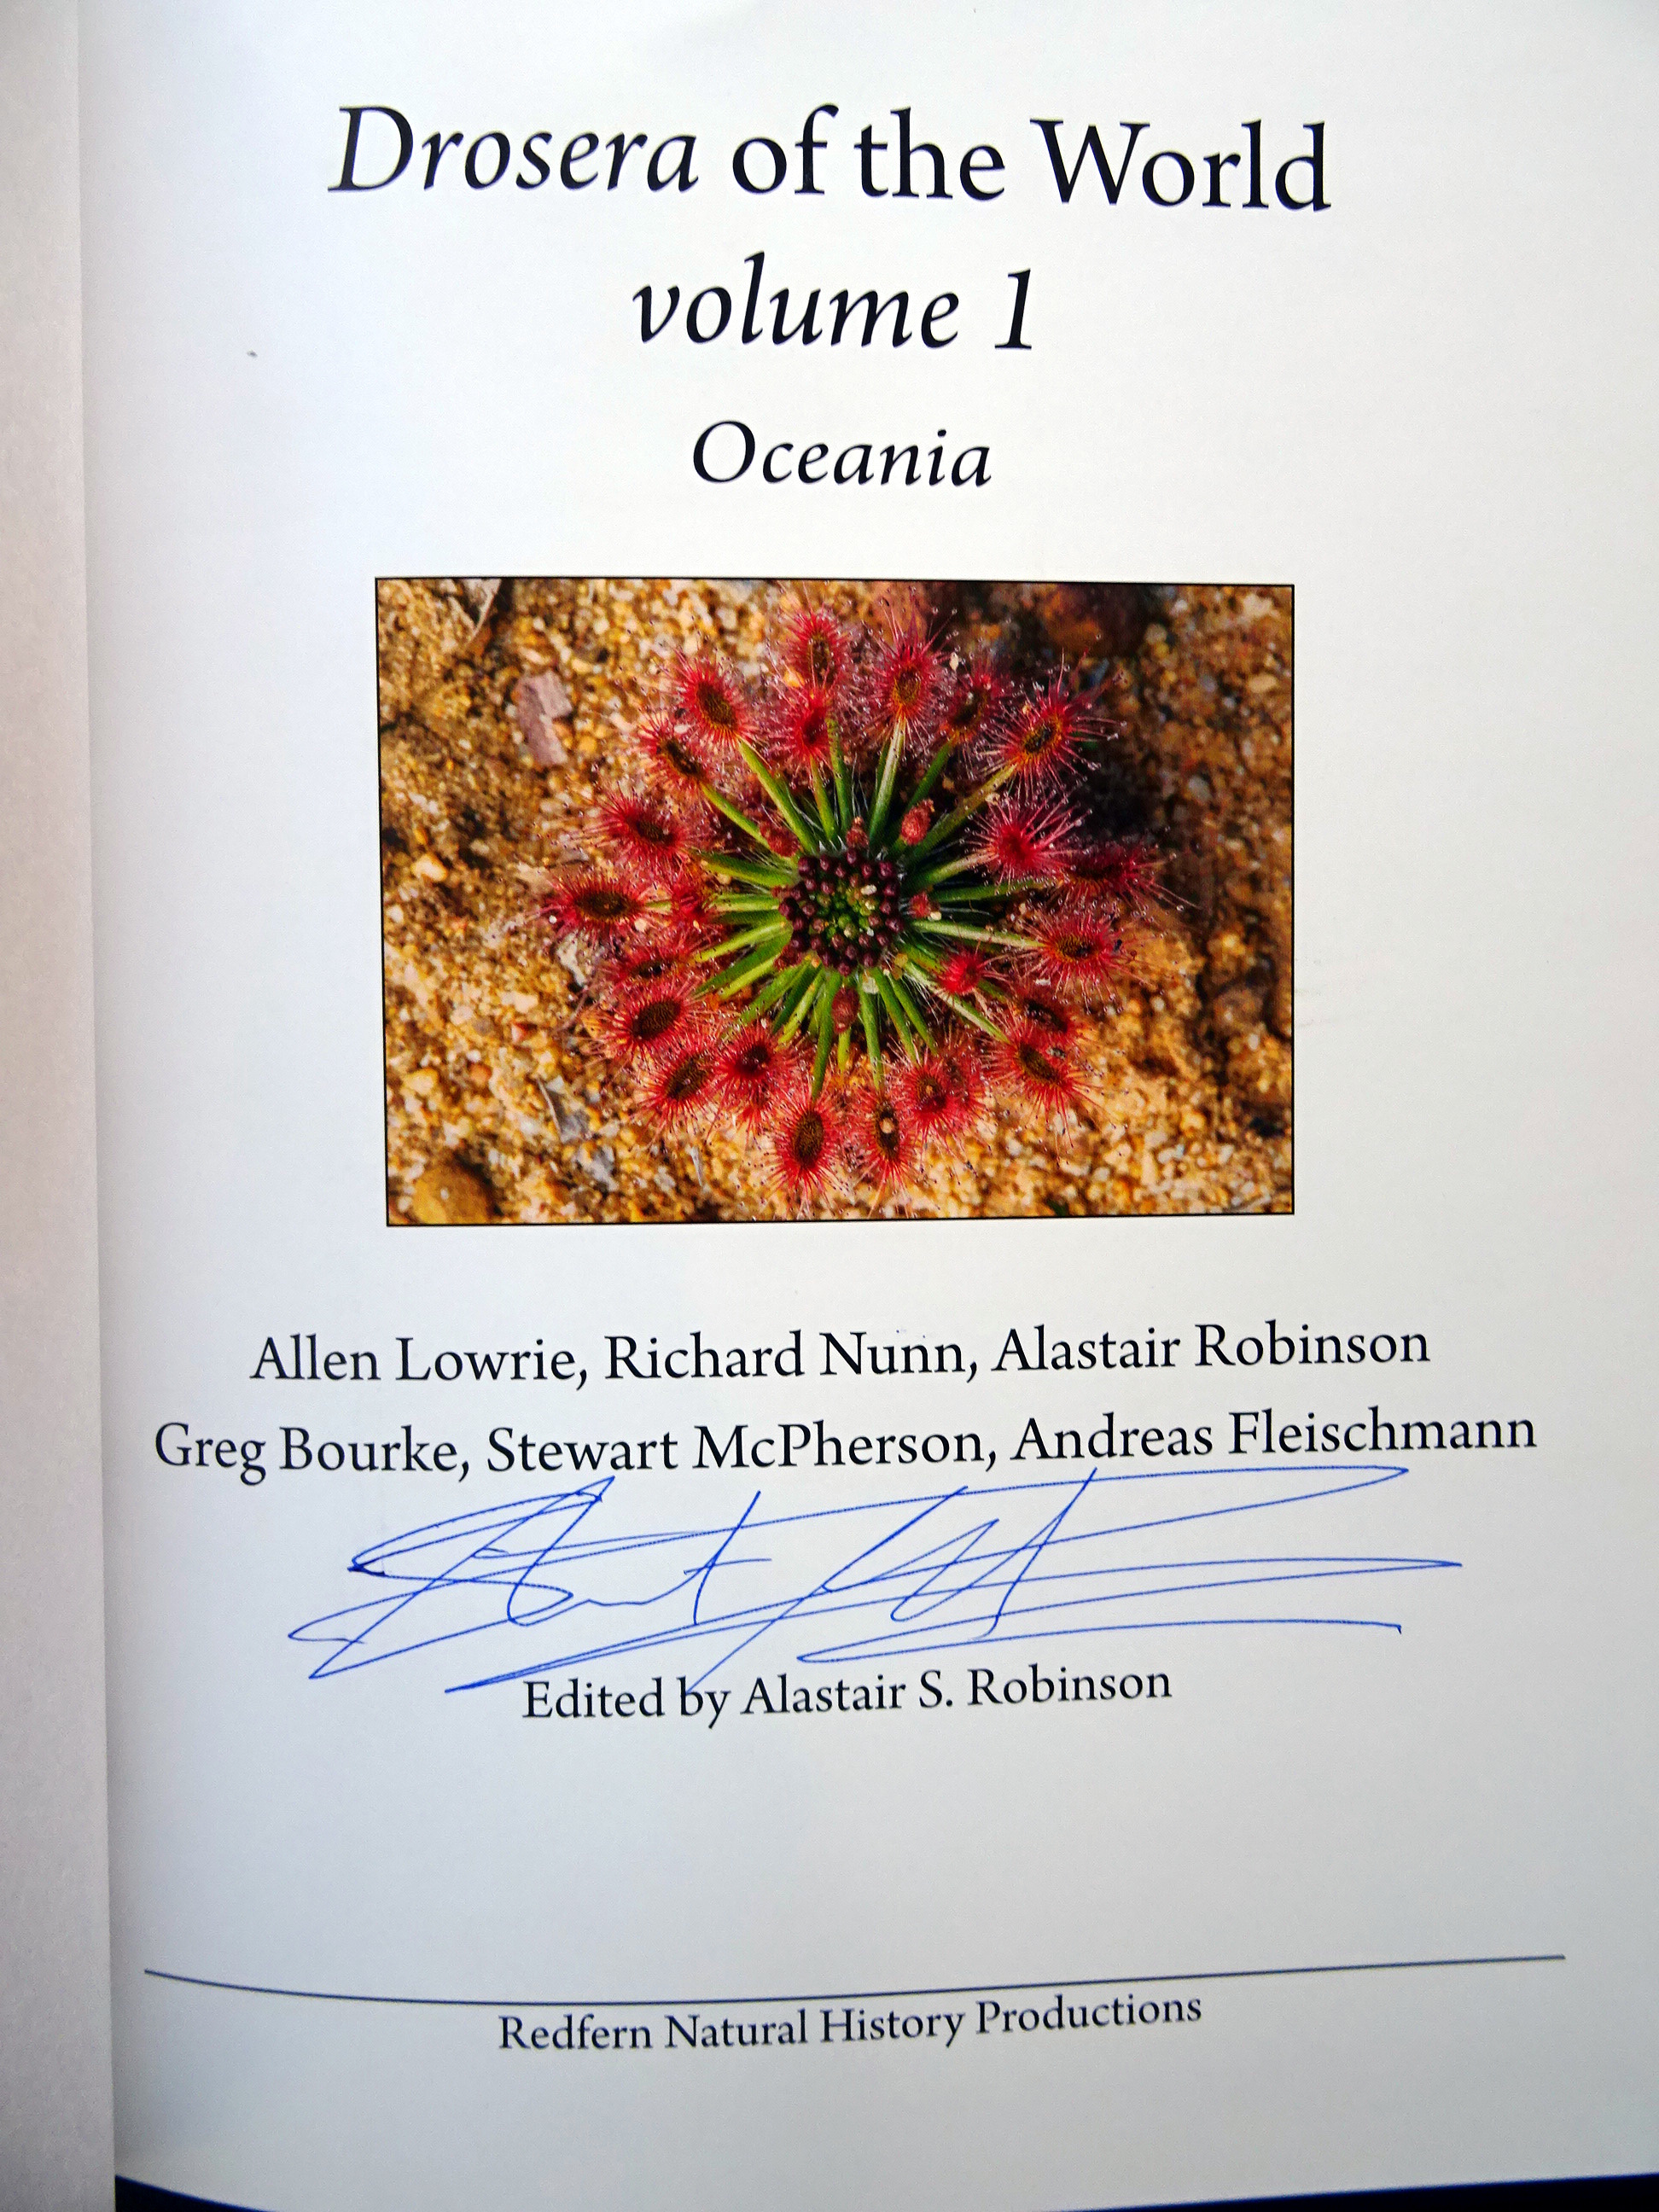 Drosera of the World
volume 1
Oceania
Allen Lowrie, Richard Nunn, Alastair Robinson
Greg Bourke, Stewart McPherson, Andreas Fleischmann
Edited by Alastair S. Robinson
Redfern Natural History Productions